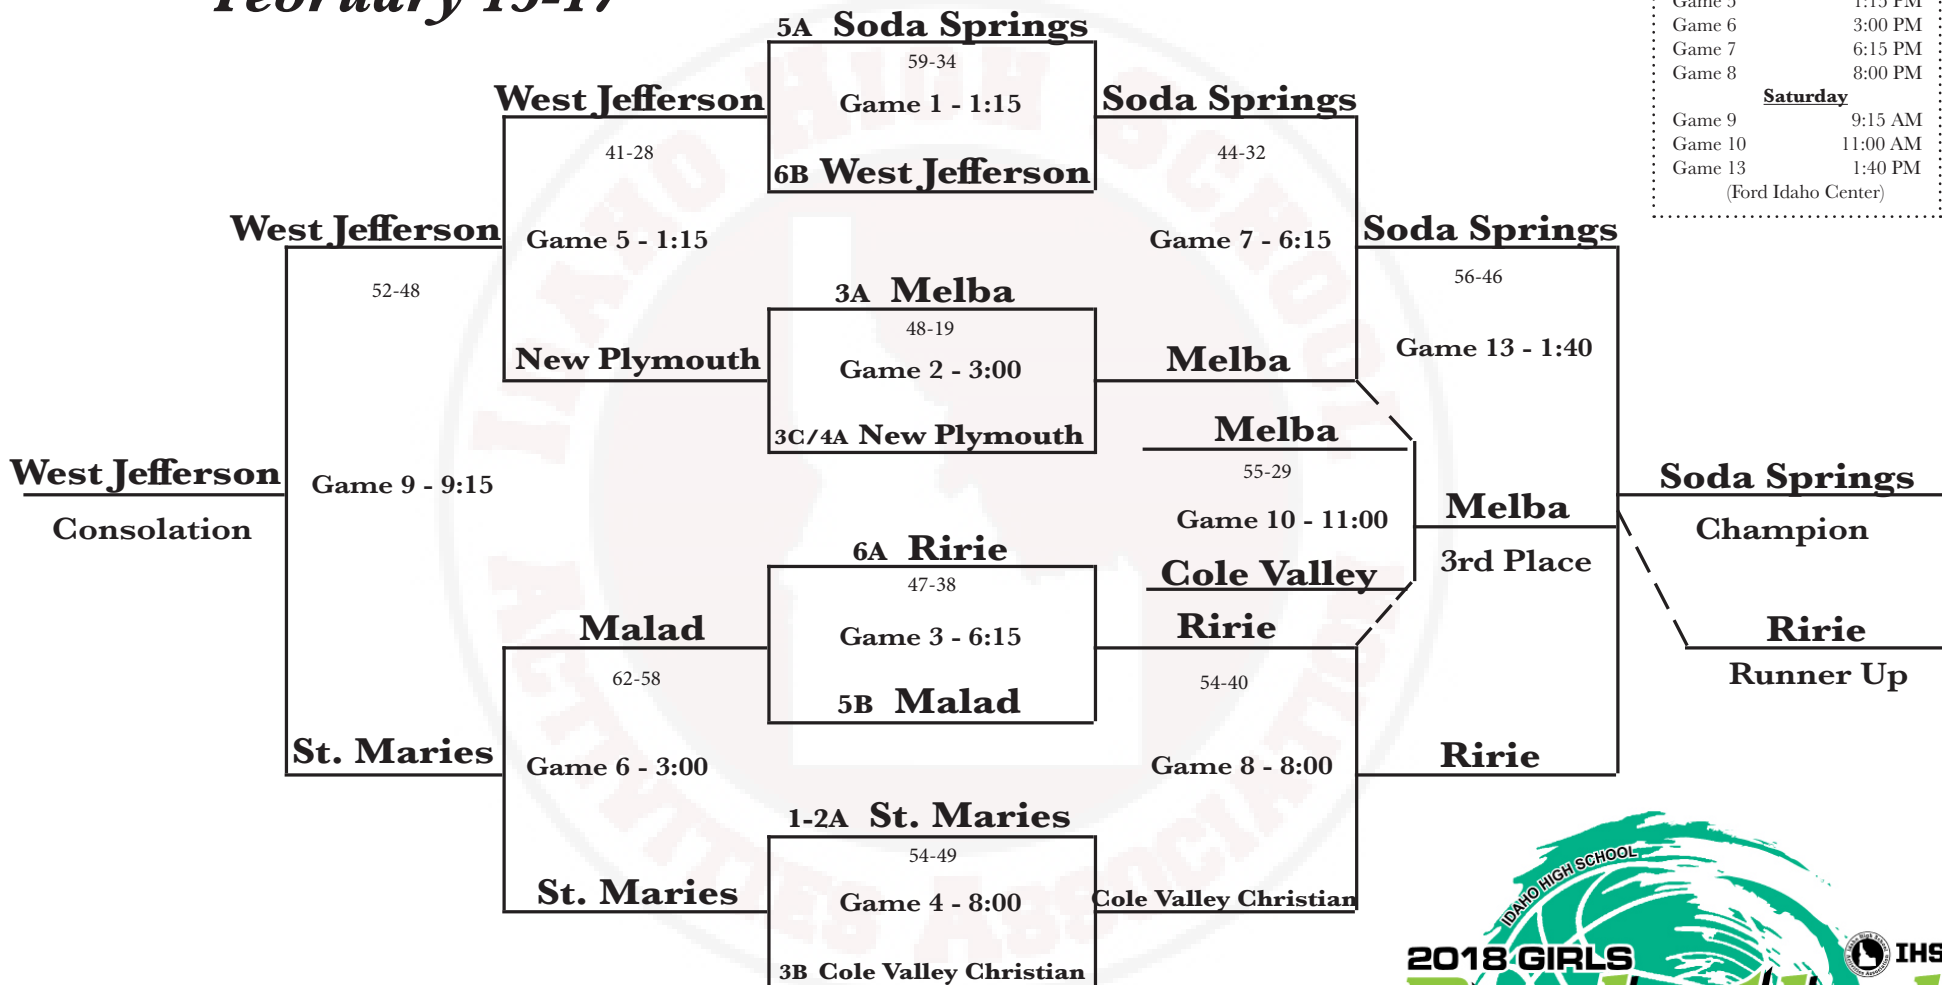 February 15-17
Game 5 1:15 PM
Game 6 3:00 PM
Game 7 6:15 PM
Game 8 8:00 PM
Saturday
Game 9 9:15 AM
Game 10 11:00 AM
Game 13 1:40 PM
(Ford Idaho Center)
5A Soda Springs
59-34
Game 1 - 1:15
6B West Jefferson
West Jefferson
41-28
Game 5 - 1:15
New Plymouth
Soda Springs
44-32
Game 7 - 6:15
Melba
3A Melba
48-19
Game 2 - 3:00
3C/4A New Plymouth
West Jefferson
52-48
Game 9 - 9:15
St. Maries
West Jefferson
Consolation
Soda Springs
56-46
Game 13 - 1:40
Ririe
Melba
55-29
Game 10 - 11:00
Cole Valley
Melba
3rd Place
Soda Springs
Champion
Ririe
Runner Up
6A Ririe
47-38
Game 3 - 6:15
5B Malad
Malad
62-58
Game 6 - 3:00
St. Maries
Ririe
54-40
Game 8 - 8:00
Cole Valley Christian
1-2A St. Maries
54-49
Game 4 - 8:00
3B Cole Valley Christian
IDAHO HIGH SCHOOL
ACTIVITIES ASSOCIATION
IDAHO HIGH SCHOOL
2018 GIRLS
IHS